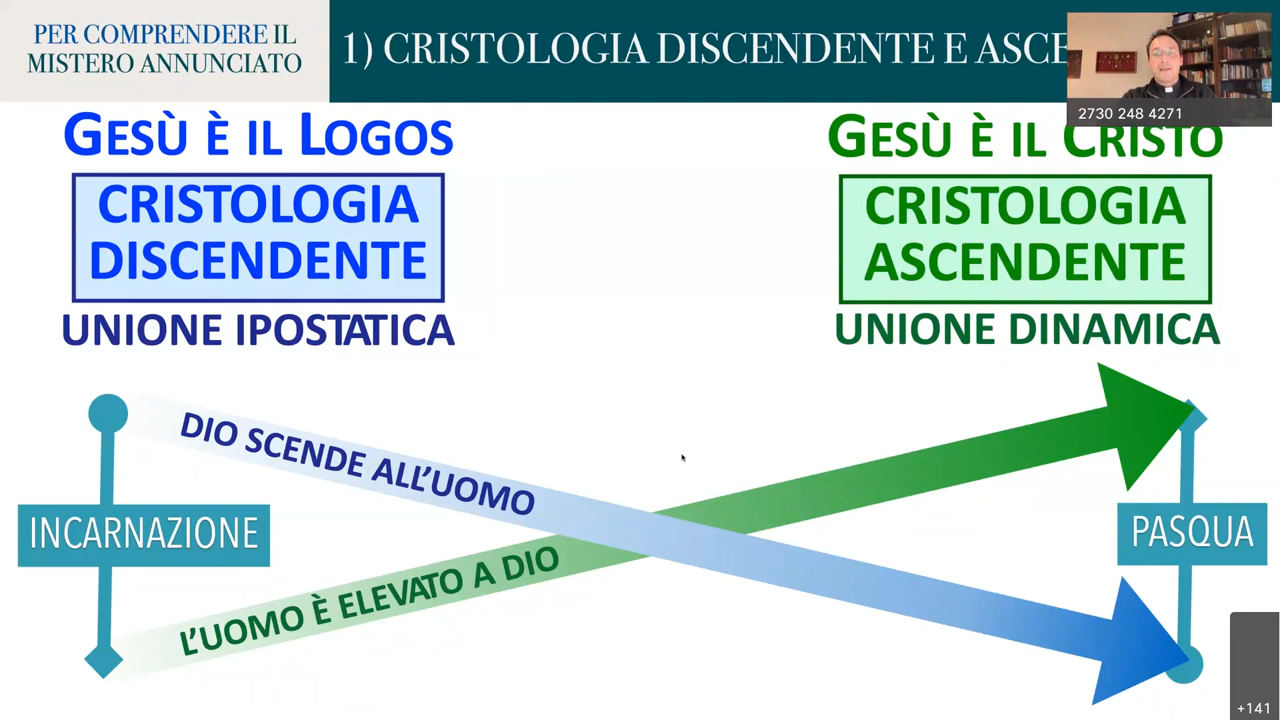 PER COMPRENDERE IL
MISTERO ANNUNCIATO
1) CRISTOLOGIA DISCENDENTE E ASCE
2730 248 4271
GESÙ È IL LOGOS
CRISTOLOGIA
DISCENDENTE
UNIONE IPOSTATICA
GESÙ È IL CRISTO
CRISTOLOGIA
ASCENDENTE
UNIONE DINAMICA
DIO SCENDE ALL'UOMO
INCARNAZIONE
L'UOMO È ELEVATO A DIO
PASQUA
+141